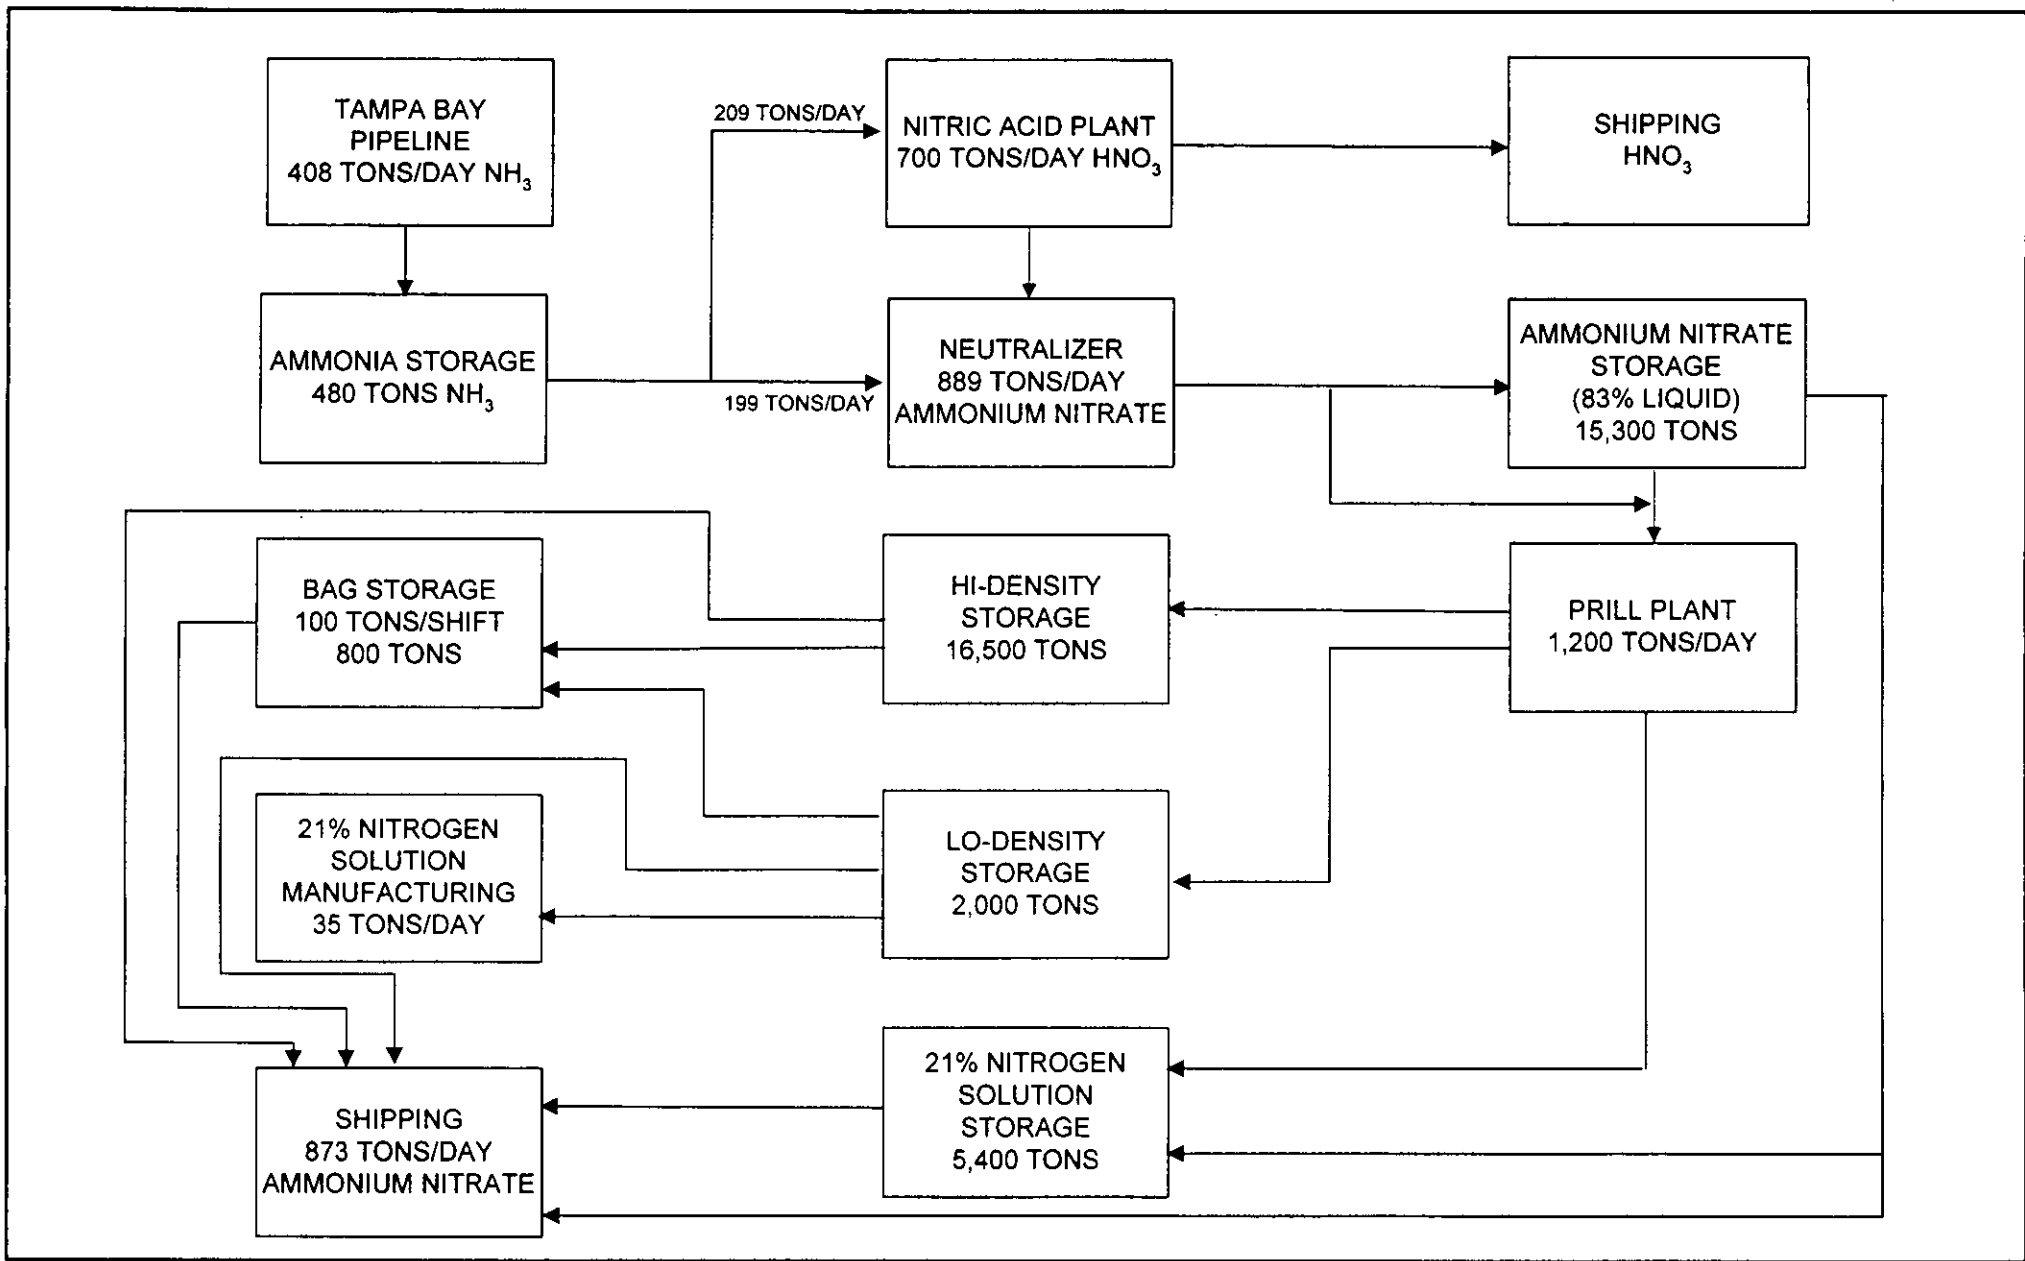 TAMPA BAY
PIPELINE
408 TONS/DAY NH₃
209 TONS/DAY
NITRIC ACID PLANT
700 TONS/DAY HNO₃
SHIPPING
HNO₃
AMMONIA STORAGE
480 TONS NH₃
199 TONS/DAY
NEUTRALIZER
889 TONS/DAY
AMMONIUM NITRATE
AMMONIUM NITRATE
STORAGE
(83% LIQUID)
15,300 TONS
BAG STORAGE
100 TONS/SHIFT
800 TONS
HI-DENSITY
STORAGE
16,500 TONS
PRILL PLANT
1,200 TONS/DAY
21% NITROGEN
SOLUTION
MANUFACTURING
35 TONS/DAY
LO-DENSITY
STORAGE
2,000 TONS
SHIPPING
873 TONS/DAY
AMMONIUM NITRATE
21% NITROGEN
SOLUTION
STORAGE
5,400 TONS